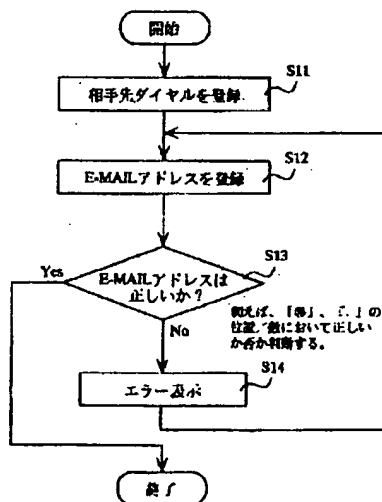 開始
S11
相手先ダイヤルを登録
S12
E-MAILアドレスを登録
S13
Yes
E-MAILアドレスは
正しいか?
例えば、「@」、「.」の
位置/数において正しい
か否か判断する。
No
S14
エラー表示
終了